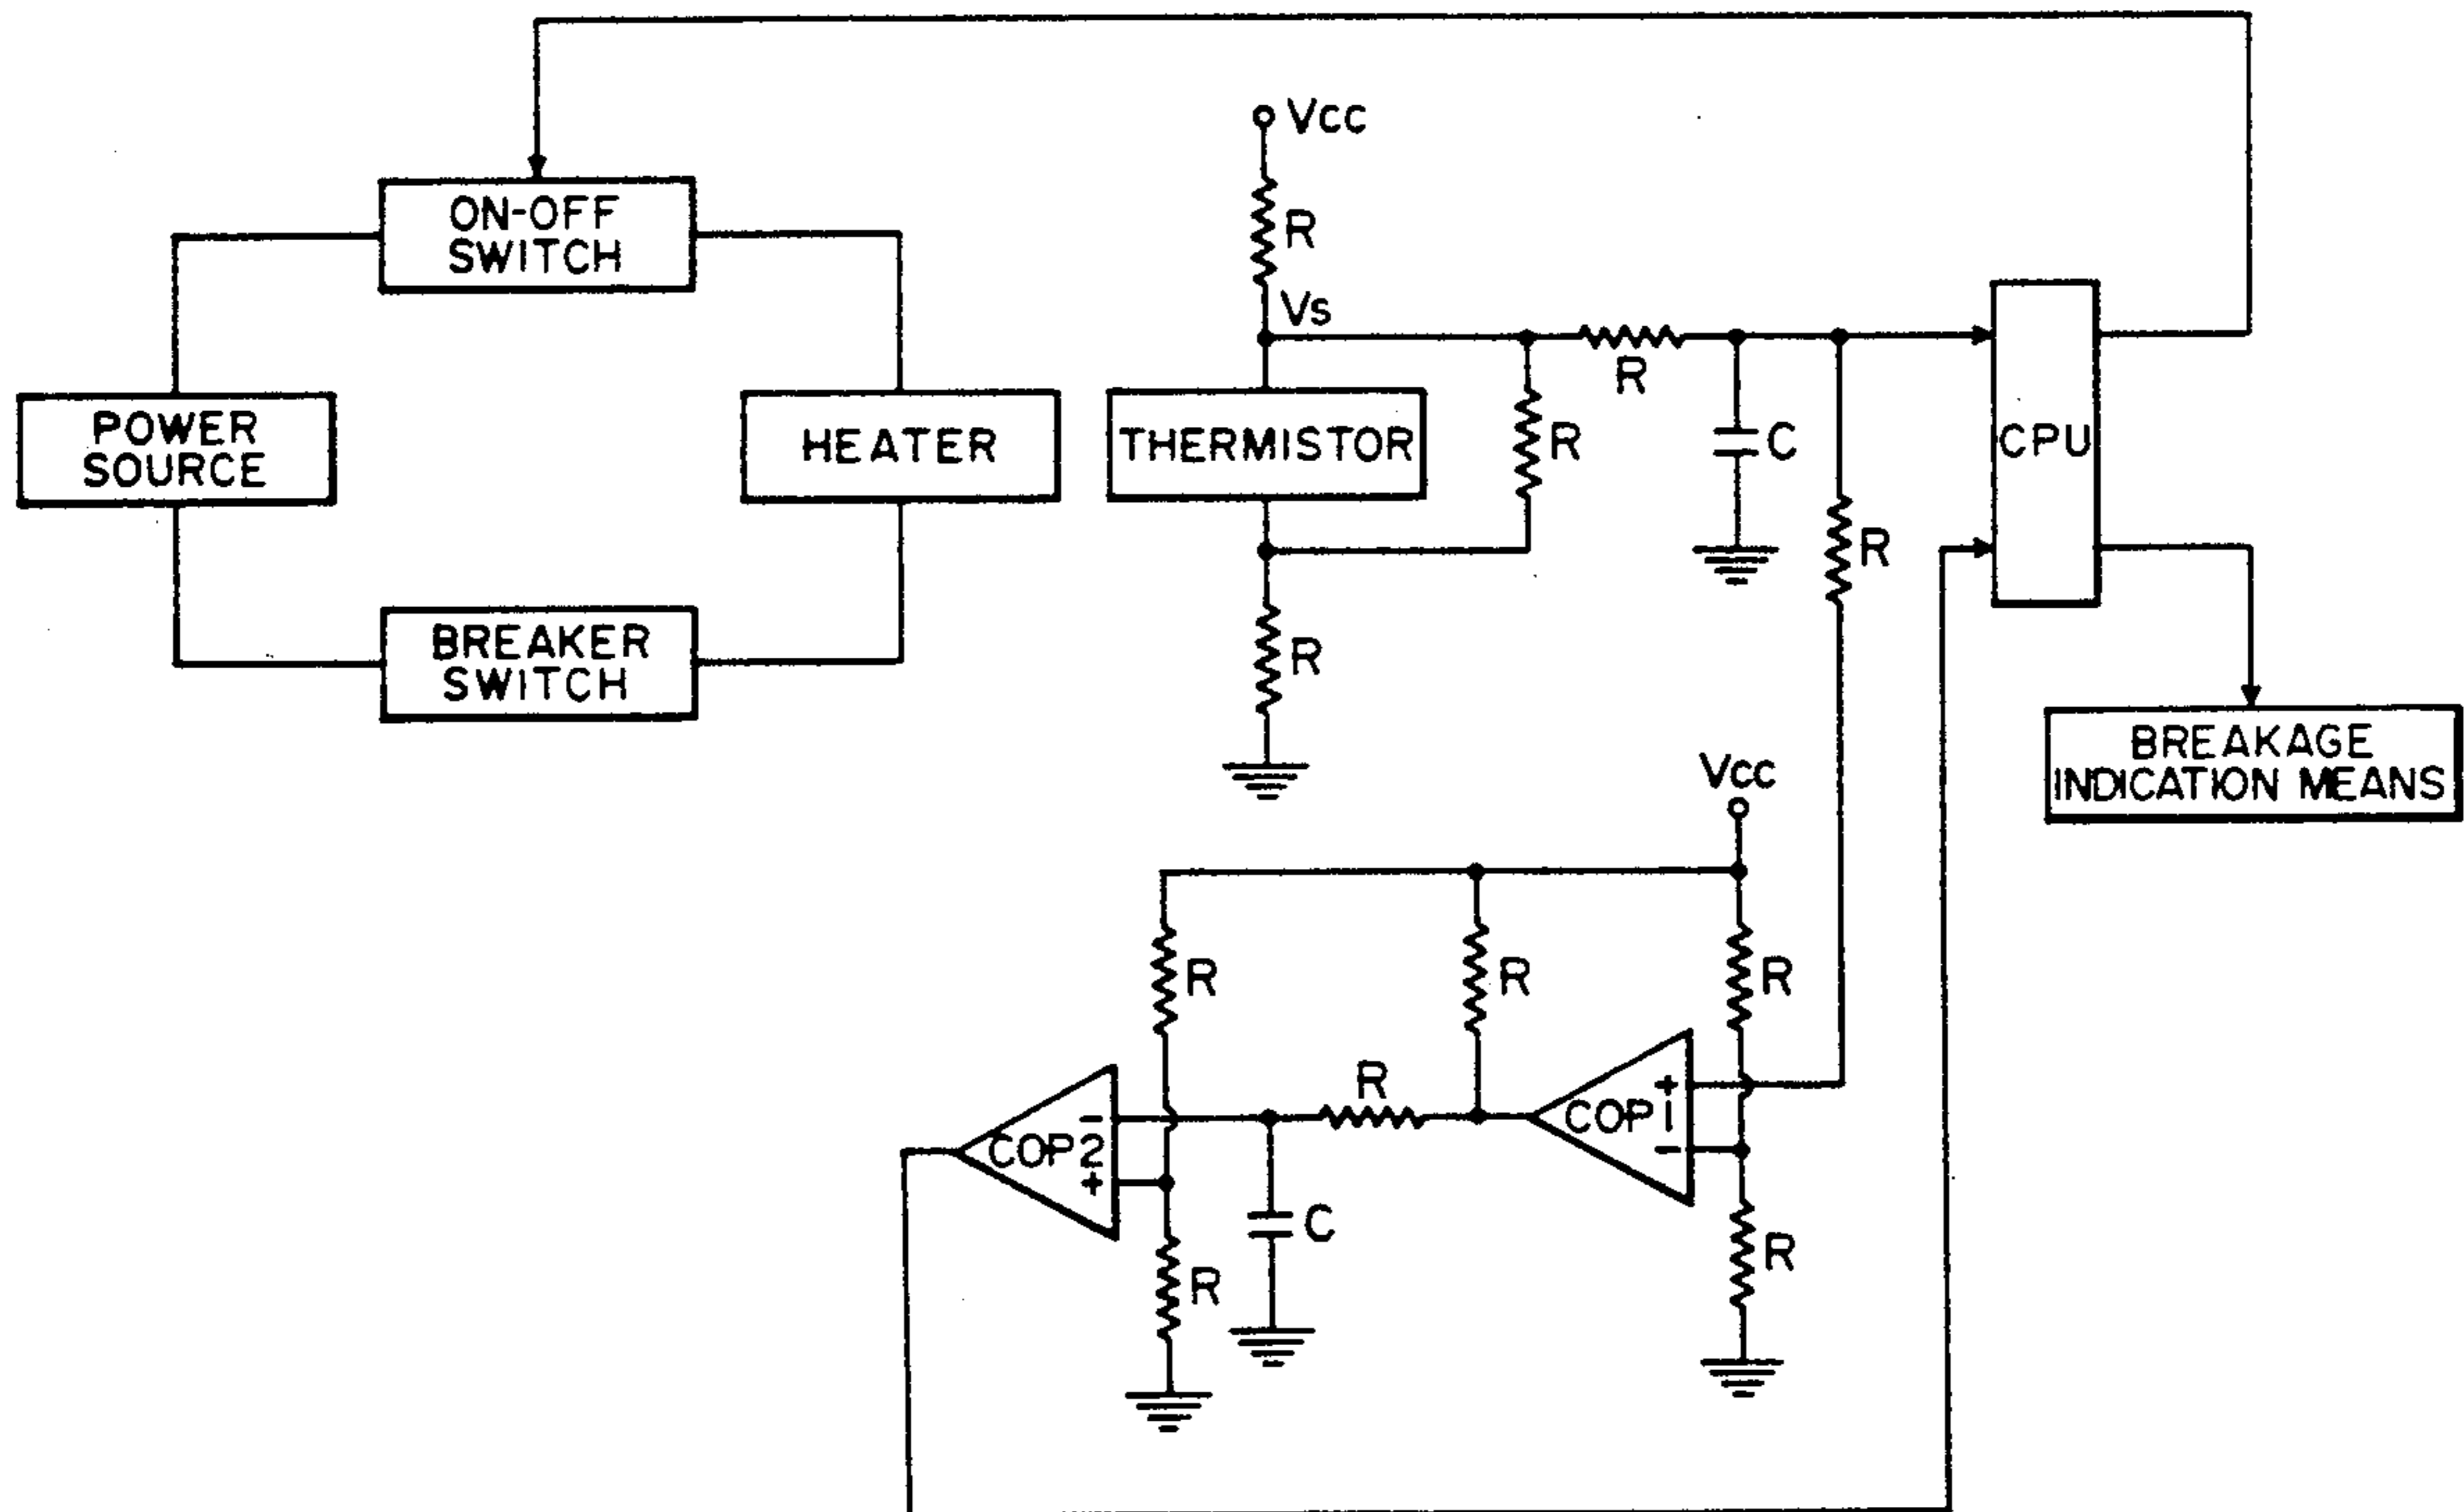 Vcc
ON-OFF
SWITCH
R
Vs
POWER
SOURCE
HEATER
THERMISTOR
R
R
C
CPU
R
BREAKER
SWITCH
R
BREAKAGE
INDICATION MEANS
Vcc
R
R
R
R
+
COP1
-
-
COP2
+
C
R
R